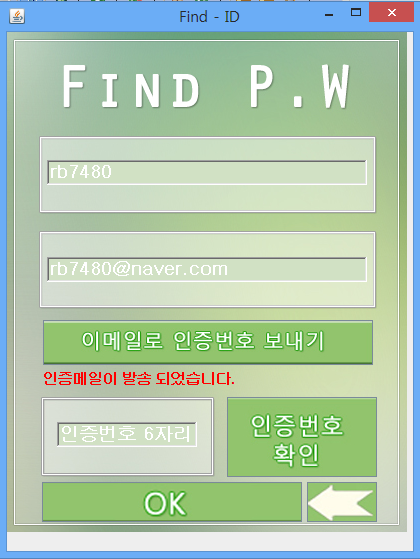 Find - ID
FIND P.W
rb7480
rb7480@naver.com
이메일로 인증번호 보내기
인증메일이 발송 되었습니다.
인증번호 6자리
인증번호
확인
OK